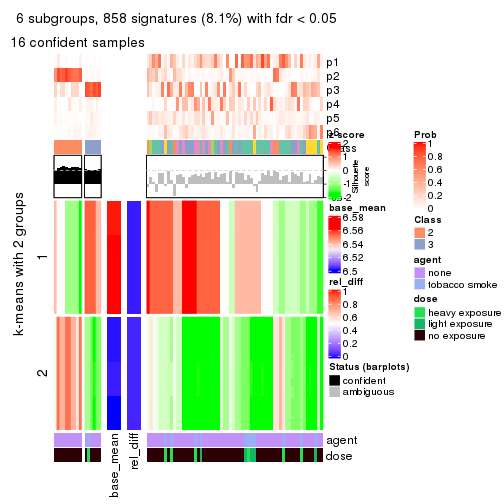 6 subgroups, 858 signatures (8.1%) with fdr < 0.05
16 confident samples
p1
p2
p3
p4
p5
p6
Class
z-score
2
1
0
-1
-2
Silhouette
score
base_mean
6.58
6.56
6.54
6.52
6.5
rel_diff
1
0.8
0.6
0.4
0.2
0
Status (barplots)
confident
ambiguous
Prob
1
0.8
0.6
0.4
0.2
0
Class
2
3
agent
none
tobacco smoke
dose
heavy exposure
light exposure
no exposure
k-means with 2 groups
1
2
base_mean
rel_diff
agent
dose